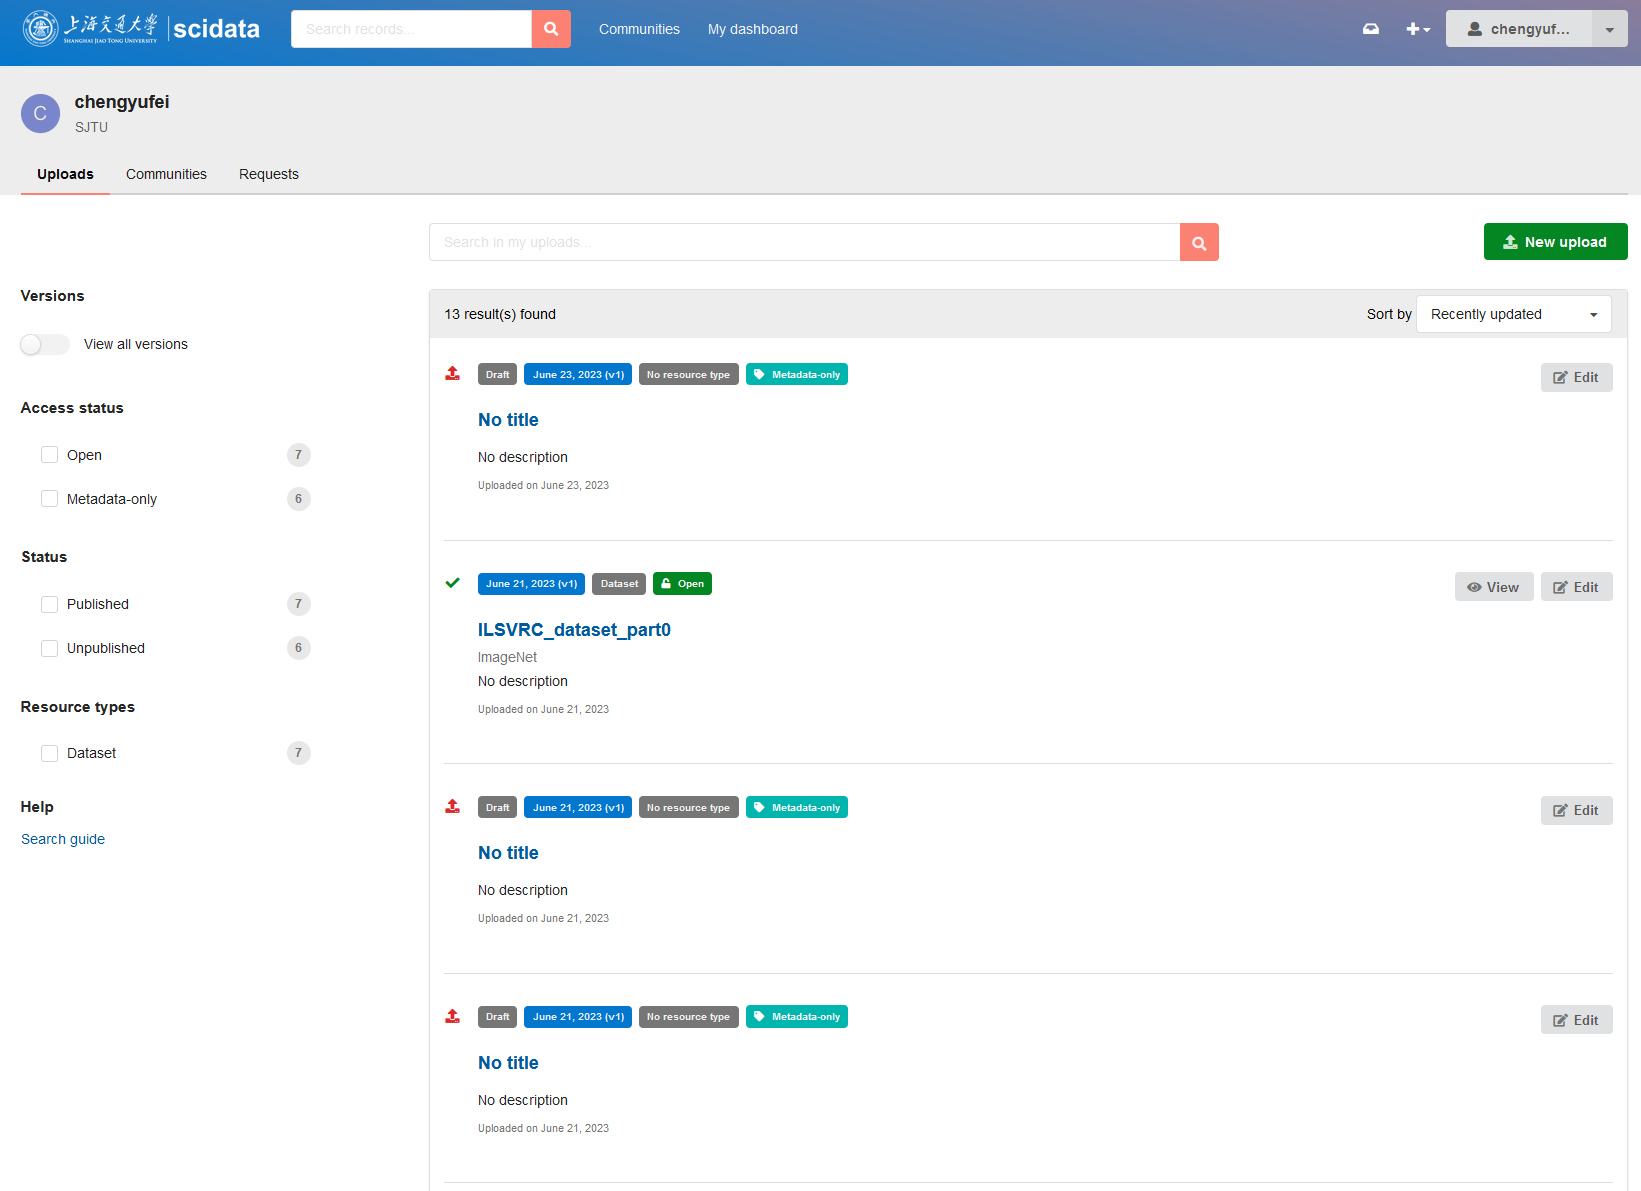 上海交通大学 scidata
SHANGHAI JIAO TONG UNIVERSITY
Search records...
Communities
My dashboard
chengyuf...
C
chengyufei
SJTU
Uploads
Communities
Requests
Search in my uploads...
New upload
Versions
View all versions
Access status
Open 7
Metadata-only 6
Status
Published 7
Unpublished 6
Resource types
Dataset 7
Help
Search guide
13 result(s) found
Sort by Recently updated
Draft June 23, 2023 (v1) No resource type Metadata-only
Edit
No title
No description
Uploaded on June 23, 2023
June 21, 2023 (v1) Dataset Open
View Edit
ILSVRC_dataset_part0
ImageNet
No description
Uploaded on June 21, 2023
Draft June 21, 2023 (v1) No resource type Metadata-only
Edit
No title
No description
Uploaded on June 21, 2023
Draft June 21, 2023 (v1) No resource type Metadata-only
Edit
No title
No description
Uploaded on June 21, 2023